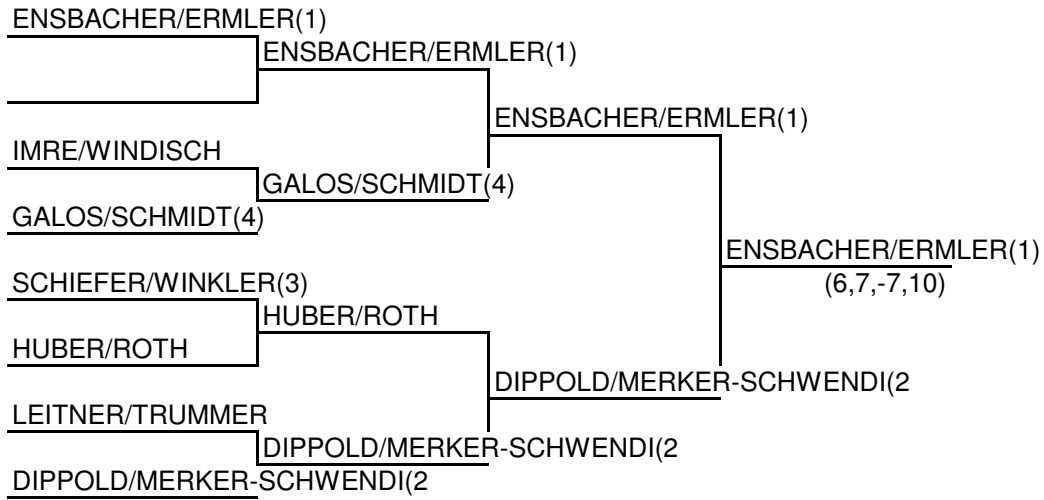 ENSBACHER/ERMLER(1)
ENSBACHER/ERMLER(1)
ENSBACHER/ERMLER(1)
IMRE/WINDISCH
GALOS/SCHMIDT(4)
GALOS/SCHMIDT(4)
ENSBACHER/ERMLER(1)
SCHIEFER/WINKLER(3)
(6,7,-7,10)
HUBER/ROTH
HUBER/ROTH
DIPPOLD/MERKER-SCHWENDI(2
LEITNER/TRUMMER
DIPPOLD/MERKER-SCHWENDI(2
DIPPOLD/MERKER-SCHWENDI(2